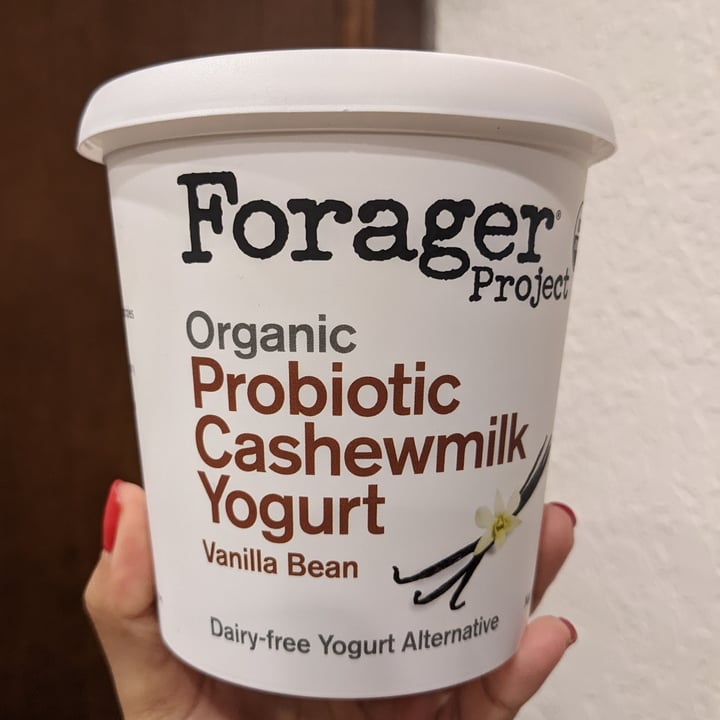 Forager®
Project
Organic
Probiotic
Cashewmilk
Yogurt
Vanilla Bean
Dairy-free Yogurt Alternative